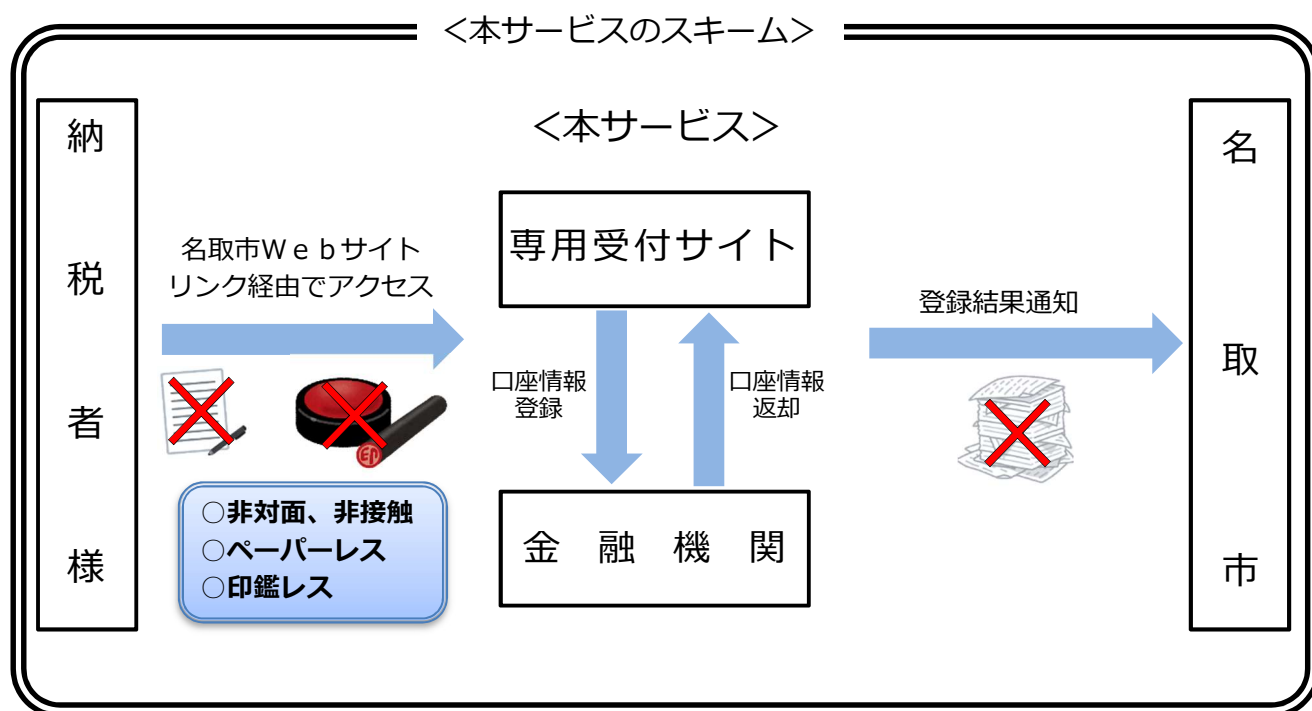 <本サービスのスキーム>
納税者様
<本サービス>
名取市Ｗｅｂサイト
リンク経由でアクセス
○非対面、非接触
○ペーパーレス
○印鑑レス
専用受付サイト
口座情報
登録
口座情報
返却
金融機関
登録結果通知
名取市